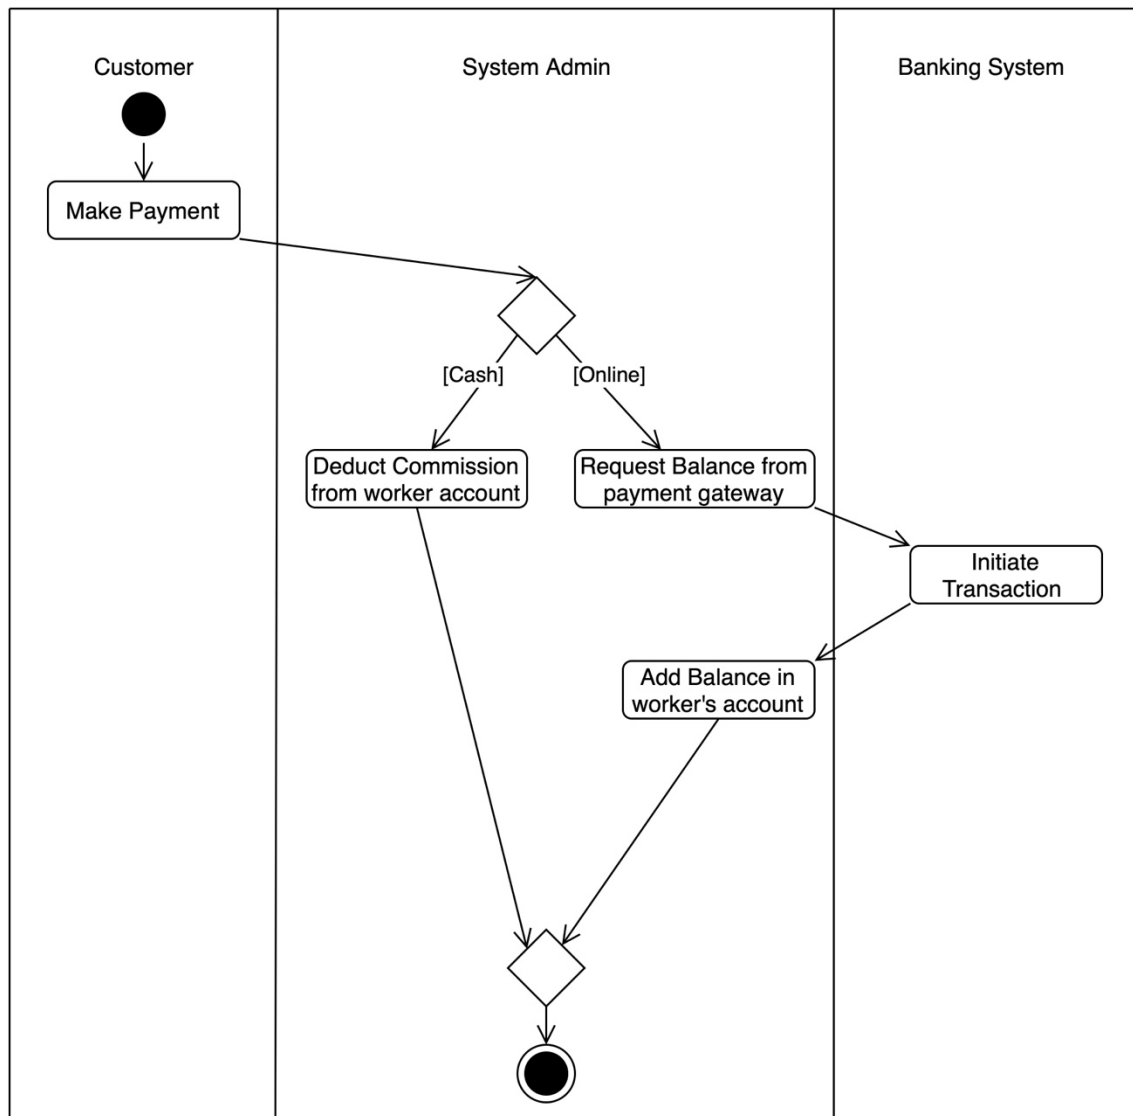 Customer
System Admin
Banking System
Make Payment
[Cash]
[Online]
Deduct Commission
from worker account
Request Balance from
payment gateway
Initiate
Transaction
Add Balance in
worker's account